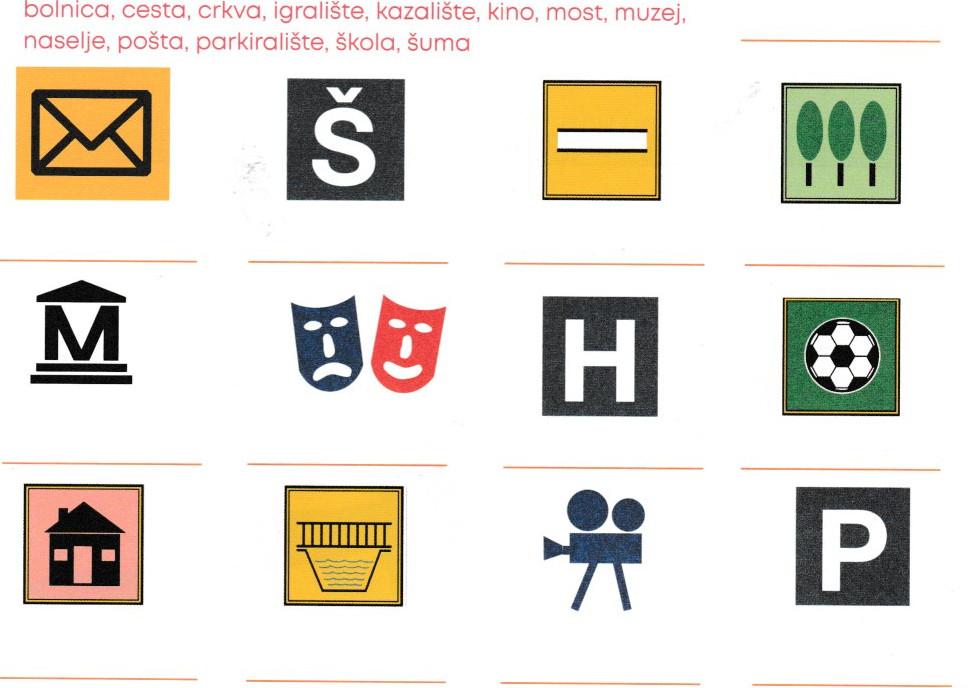 bolnica, cesta, crkva, igralište, kazalište, kino, most, muzej,
naselje, pošta, parkiralište, škola, šuma
Š
M
H
P